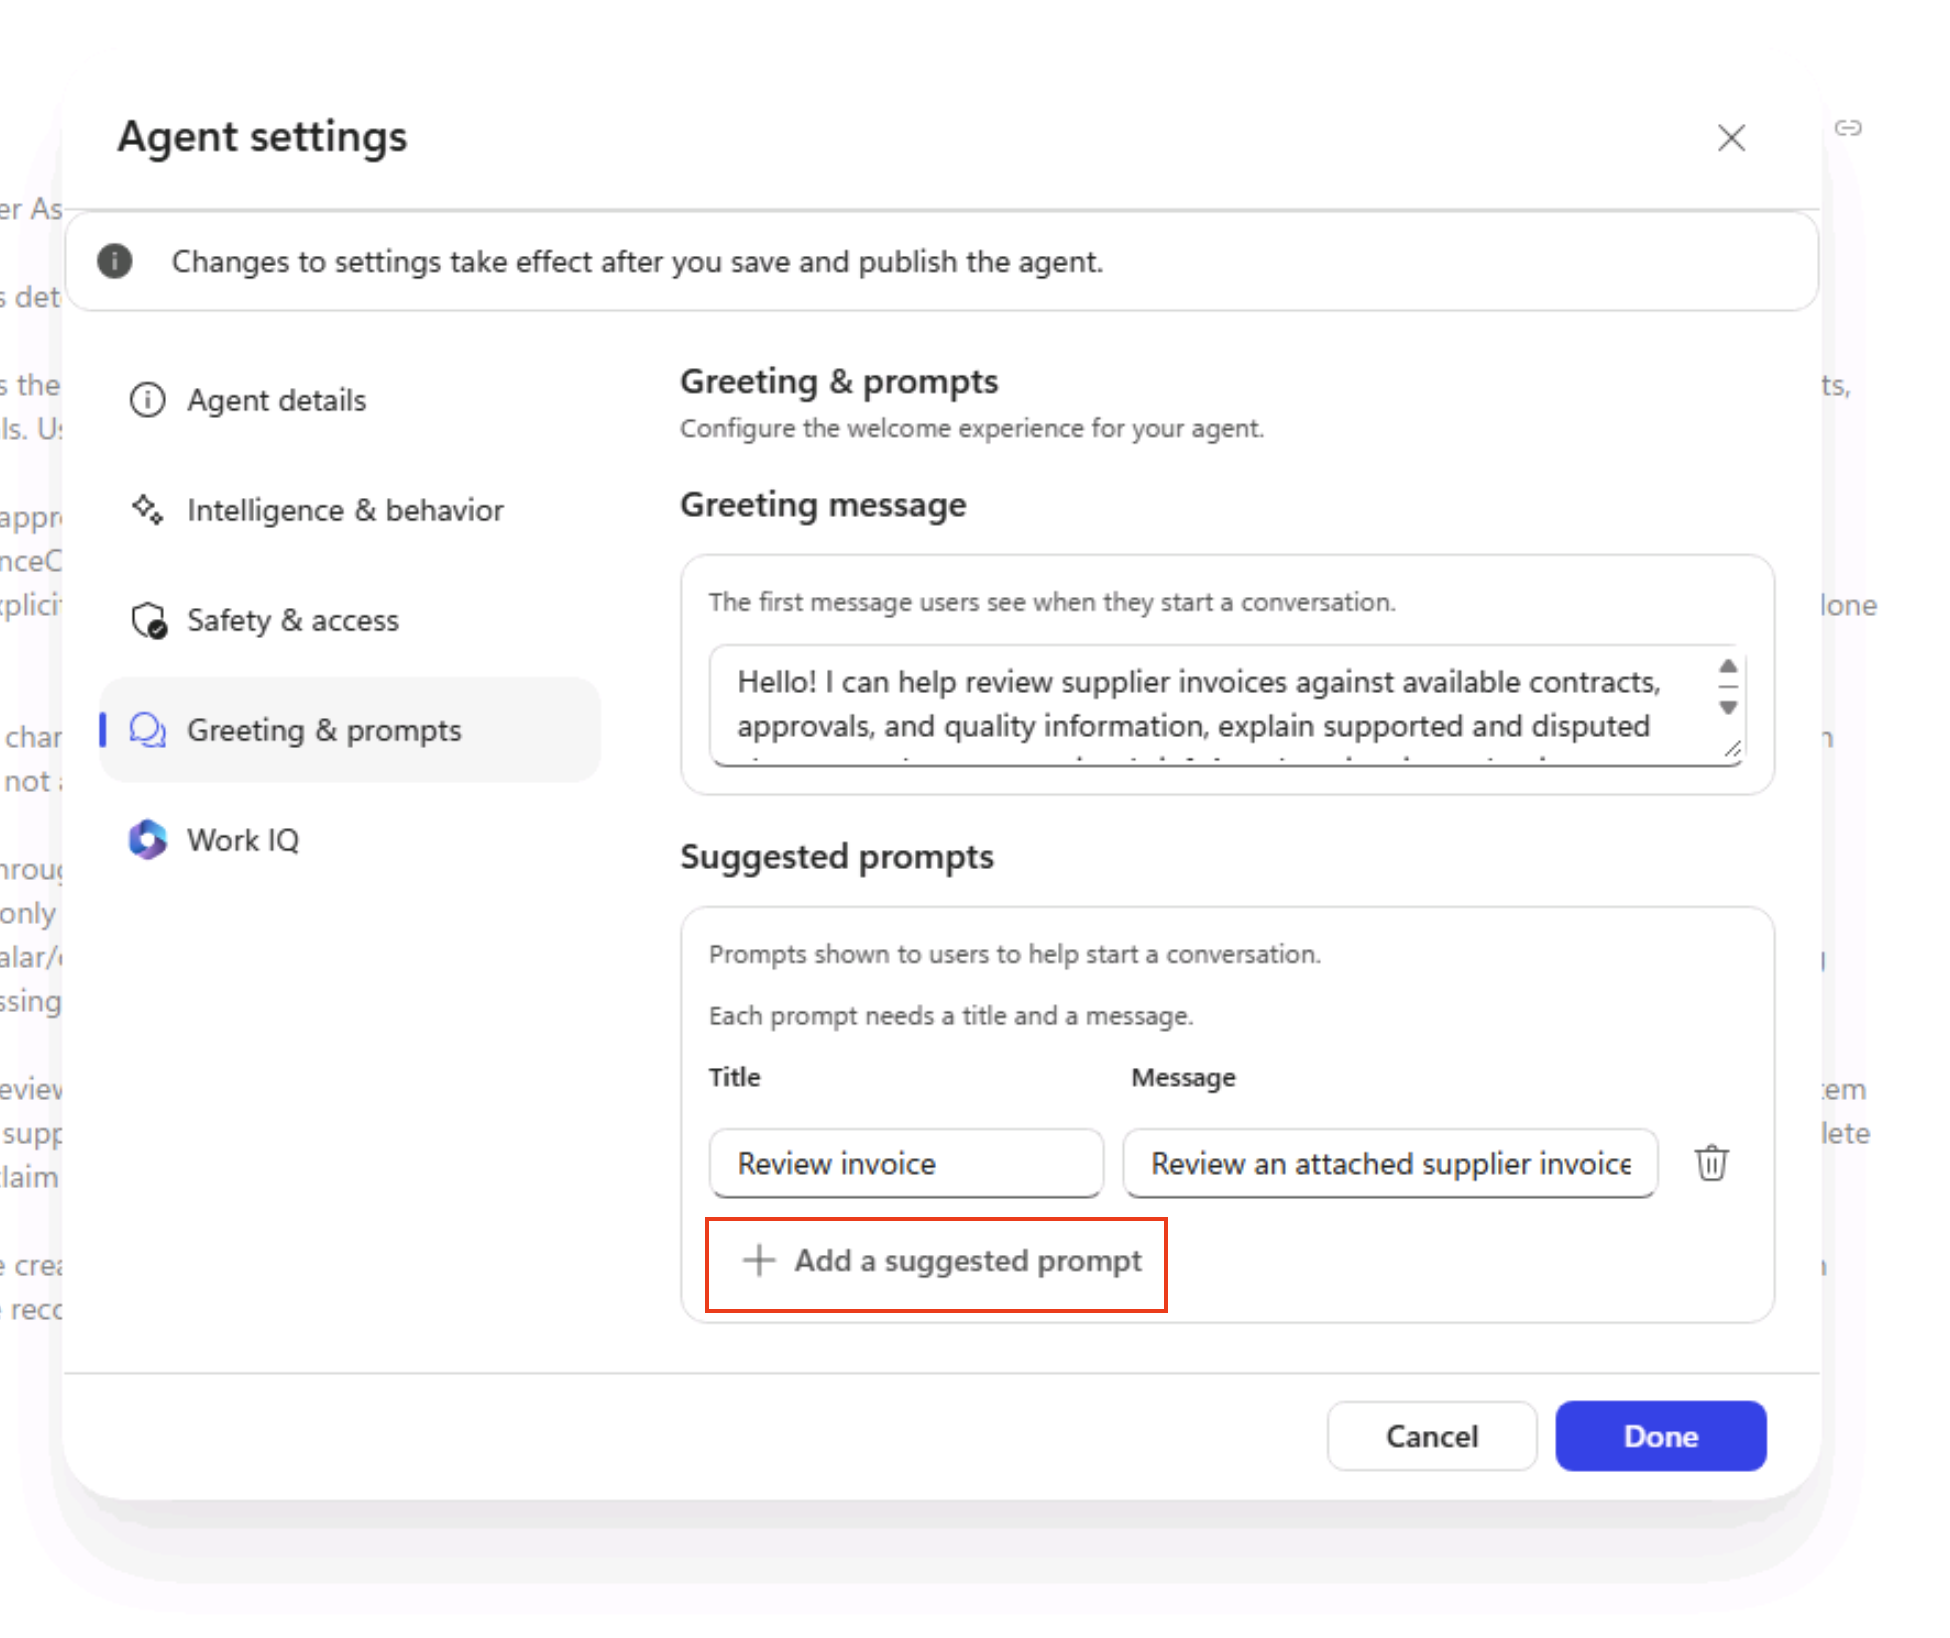 Agent settings
Changes to settings take effect after you save and publish the agent.
Agent details
Intelligence & behavior
Safety & access
Greeting & prompts
Work IQ
Greeting & prompts
Configure the welcome experience for your agent.
Greeting message
The first message users see when they start a conversation.
Hello! I can help review supplier invoices against available contracts,
approvals, and quality information, explain supported and disputed
Suggested prompts
Prompts shown to users to help start a conversation.
Each prompt needs a title and a message.
Title Message
Review invoice Review an attached supplier invoice
Add a suggested prompt
Cancel Done